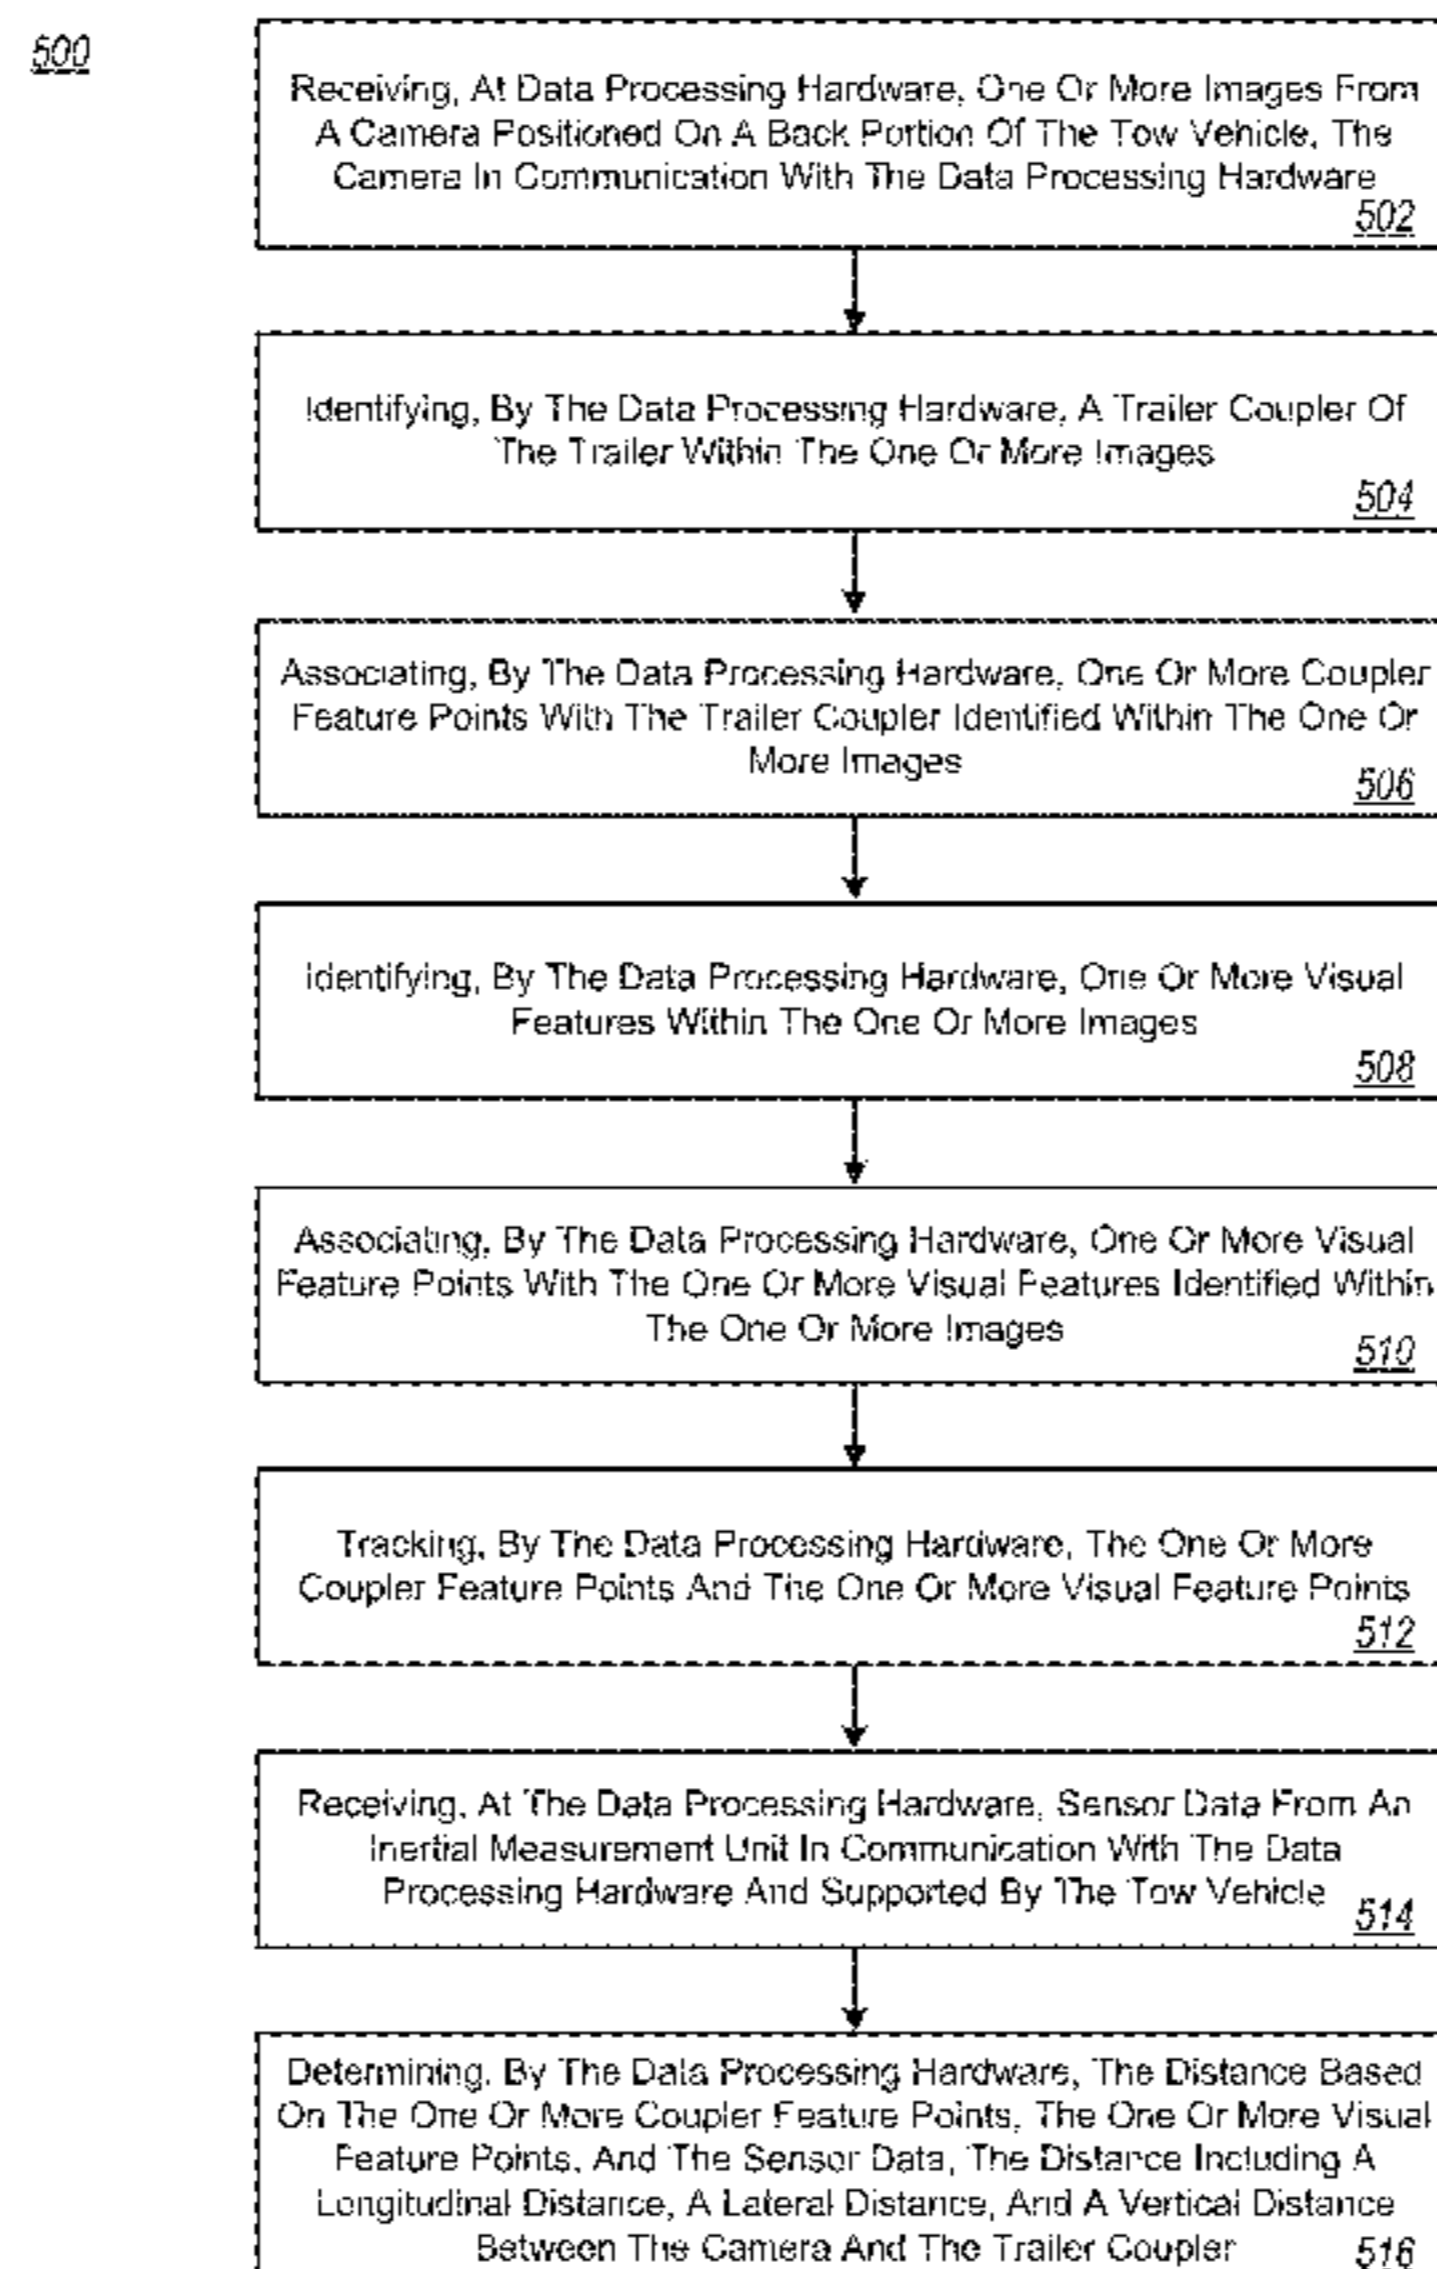 500
Receiving, At Data Processing Hardware, One Or More Images From
A Camera Positioned On A Back Portion Of The Tow Vehicle, The
Camera In Communication With The Data Processing Hardware
502
Identifying, By The Data Processing Hardware, A Trailer Coupler Of
The Trailer Within The One Or More Images
504
Associating, By The Data Processing Hardware, One Or More Coupler
Feature Points With The Trailer Coupler Identified Within The One Or
More Images
506
Identifying, By The Data Processing Hardware, One Or More Visual
Features Within The One Or More Images
508
Associating, By The Data Processing Hardware, One Or More Visual
Feature Points With The One Or More Visual Features Identified Within
The One Or More Images
510
Tracking, By The Data Processing Hardware, The One Or More
Coupler Feature Points And The One Or More Visual Feature Points
512
Receiving, At The Data Processing Hardware, Sensor Data From An
Inertial Measurement Unit In Communication With The Data
Processing Hardware And Supported By The Tow Vehicle
514
Determining, By The Data Processing Hardware, The Distance Based
On The One Or More Coupler Feature Points, The One Or More Visual
Feature Points, And The Sensor Data, The Distance Including A
Longitudinal Distance, A Lateral Distance, And A Vertical Distance
Between The Camera And The Trailer Coupler
516